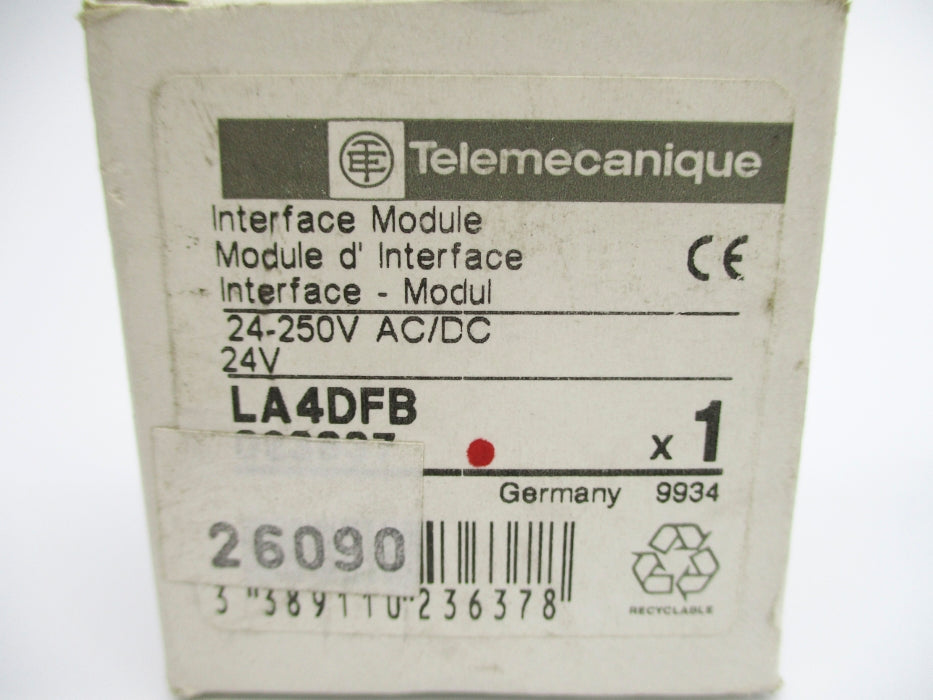 Telemecanique
Interface Module
Module d' Interface
Interface - Modul
CE
24-250V AC/DC
24V
LA4DFB
x 1
Germany 9934
26090
3 389110 236378
RECYCLABLE